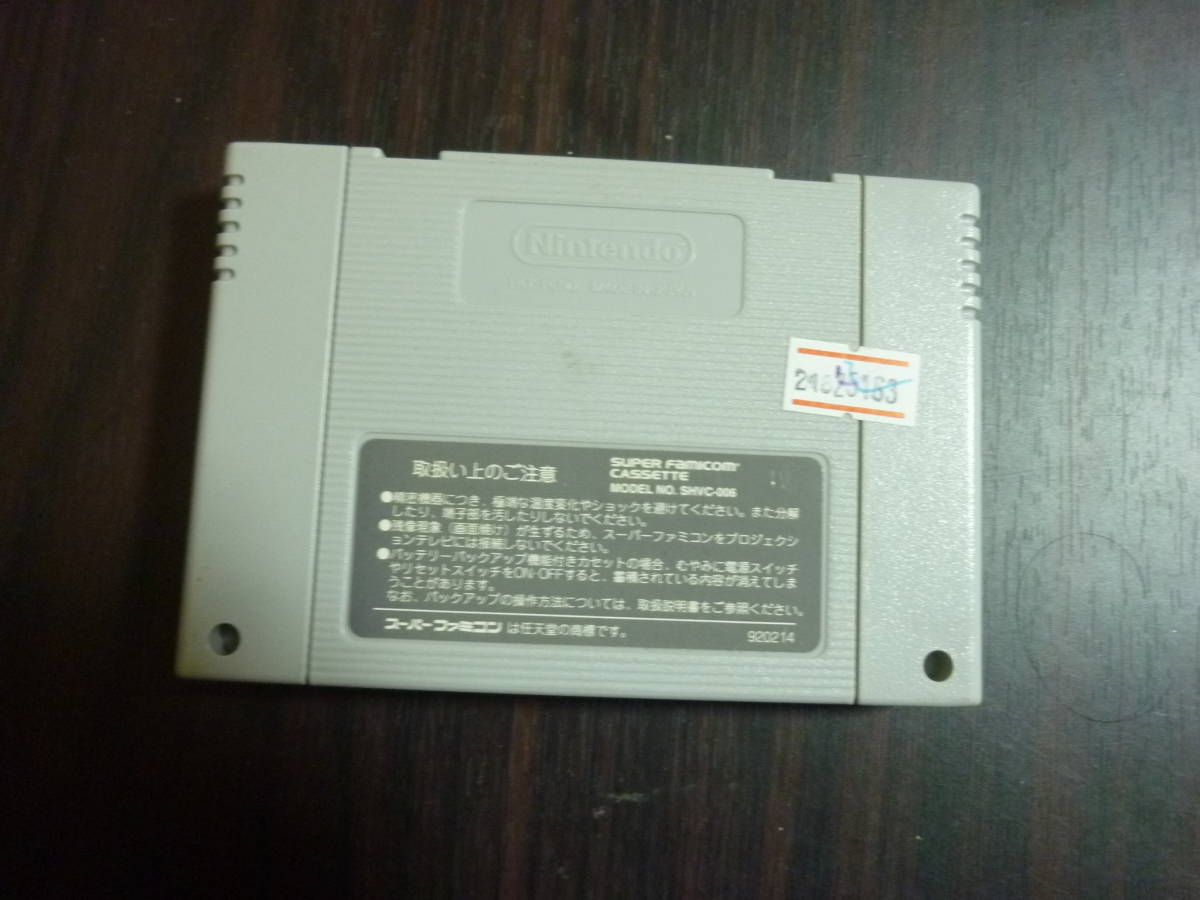 Nintendo
取扱い上のご注意
SUPER FAMICOM
CASSETTE
MODEL NO. SHVC-006
●精密機器につき、極端な温度変化やショックを避けてください。また分解
したり、端子部を汚したりしないでください。
●残像現象（画面焼け）が生ずるため、スーパーファミコンをプロジェクシ
ョンテレビには接続しないでください。
●バッテリーバックアップ機能付きカセットの場合、むやみに電源スイッチ
やリセットスイッチをON・OFFすると、蓄積されている内容が消えてしま
うことがあります。
なお、バックアップの操作方法については、取扱説明書をご参照ください。
スーパーファミコンは任天堂の商標です。
920214